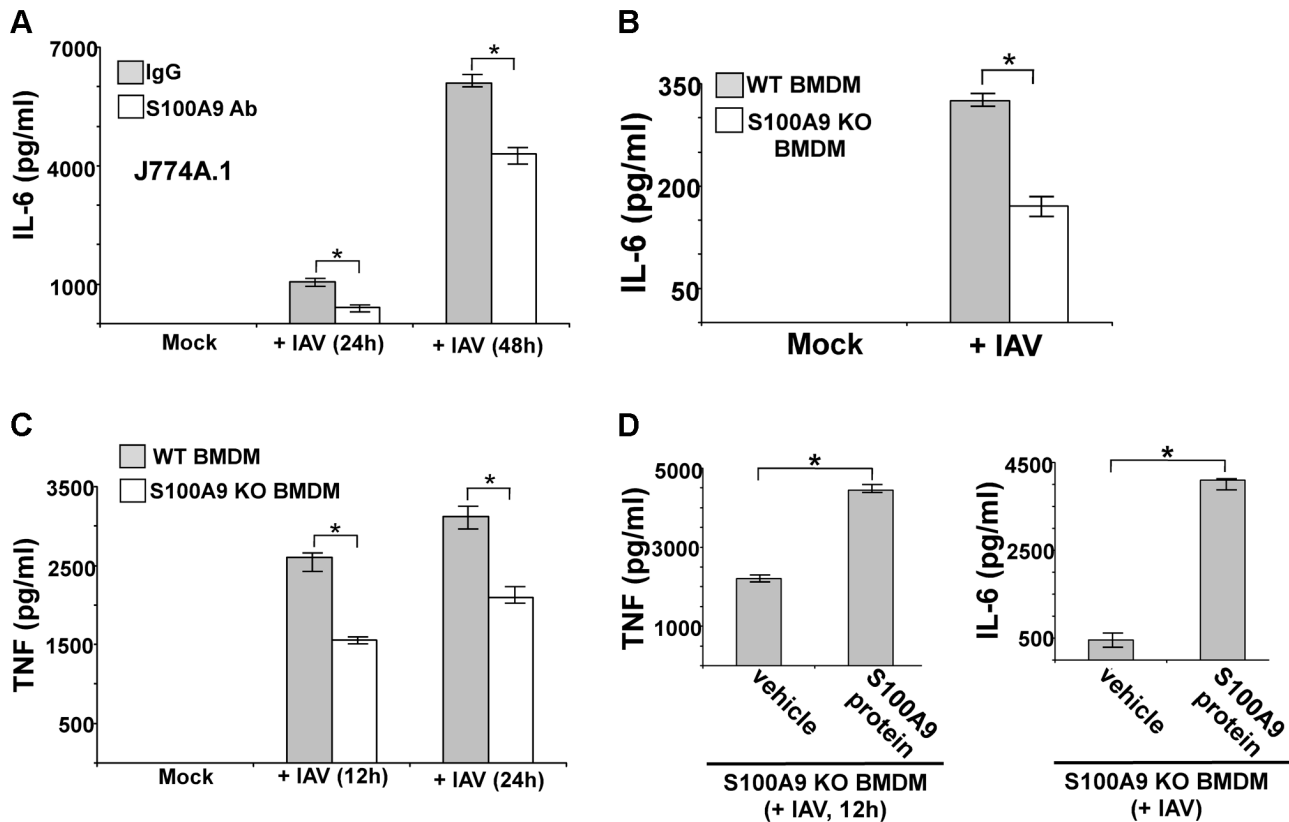 A
IL-6 (pg/ml)
7000
4000
1000
IgG
S100A9 Ab
J774A.1
*
*
Mock
+ IAV (24h)
+ IAV (48h)
B
IL-6 (pg/ml)
350
200
50
WT BMDM
S100A9 KO
BMDM
*
Mock
+ IAV
C
TNF (pg/ml)
3500
2500
1500
500
WT BMDM
S100A9 KO BMDM
*
*
Mock
+ IAV (12h)
+ IAV (24h)
D
TNF (pg/ml)
5000
3000
1000
*
vehicle
S100A9
protein
S100A9 KO BMDM
(+ IAV, 12h)
IL-6 (pg/ml)
4500
2500
500
*
vehicle
S100A9
protein
S100A9 KO BMDM
(+ IAV)